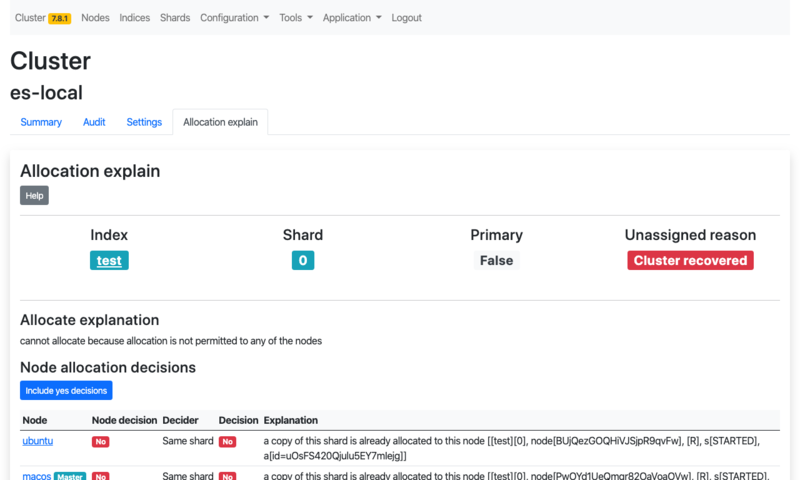 Cluster 7.8.1 Nodes Indices Shards Configuration Tools Application Logout
Cluster
es-local
Summary Audit Settings Allocation explain
Allocation explain
Help
Index Shard Primary Unassigned reason
test 0 False Cluster recovered
Allocate explanation
cannot allocate because allocation is not permitted to any of the nodes
Node allocation decisions
Include yes decisions
Node Node decision Decider Decision Explanation
ubuntu No Same shard No a copy of this shard is already allocated to this node [[test][0], node[BUjQezGOQHiVJSjpR9qvFw], [R], s[STARTED],
a[id=uOsFS420Qjulu5EY7mlejg]]
macos Master No Same shard No a copy of this shard is already allocated to this node [[test][0], node[PwOYd1UeQmqr82OaVoaOVw], [R], s[STARTED],